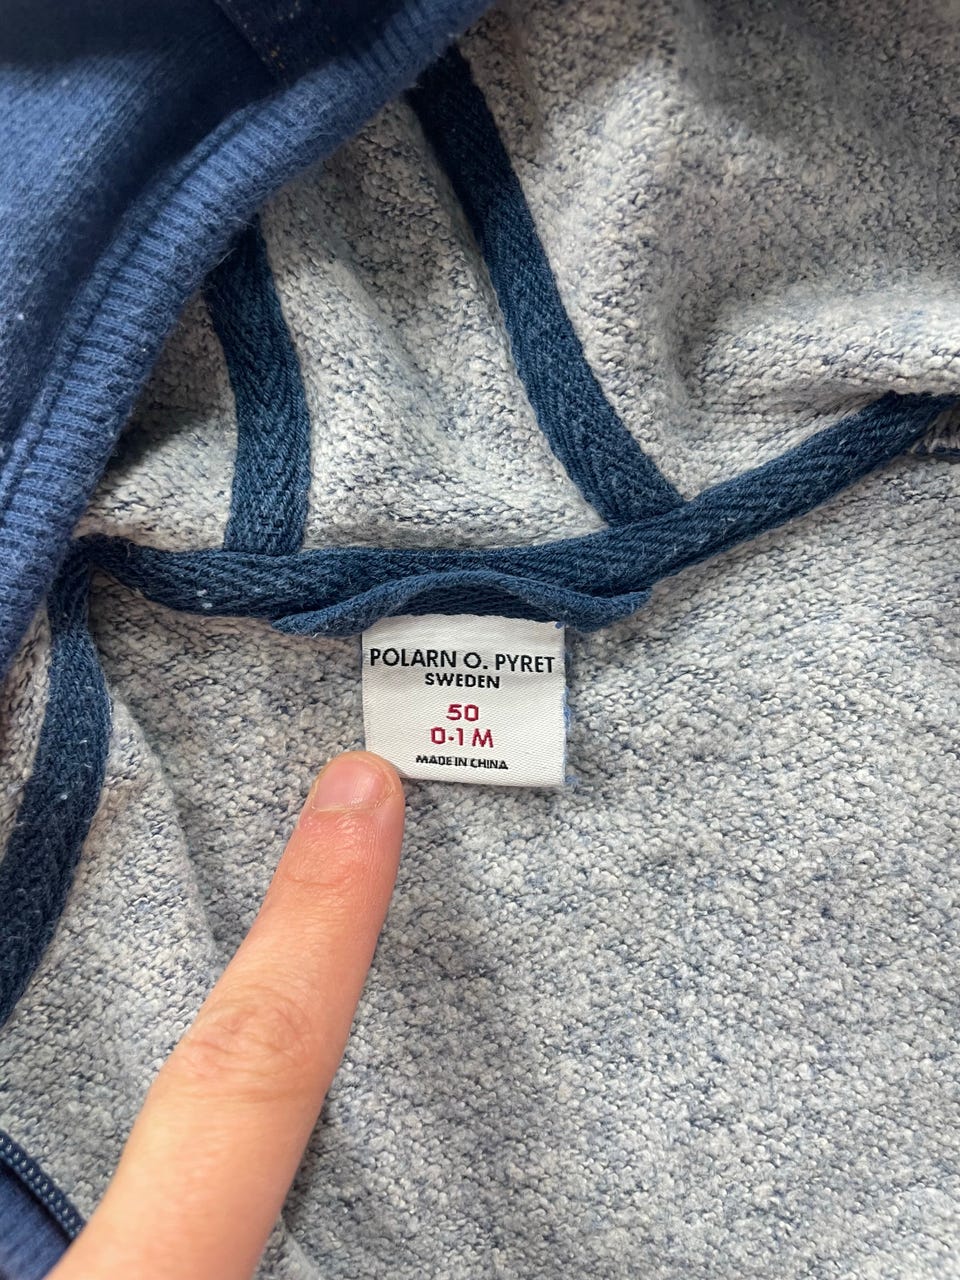 POLARN O. PYRET
SWEDEN
50
0-1 M
MADE IN CHINA